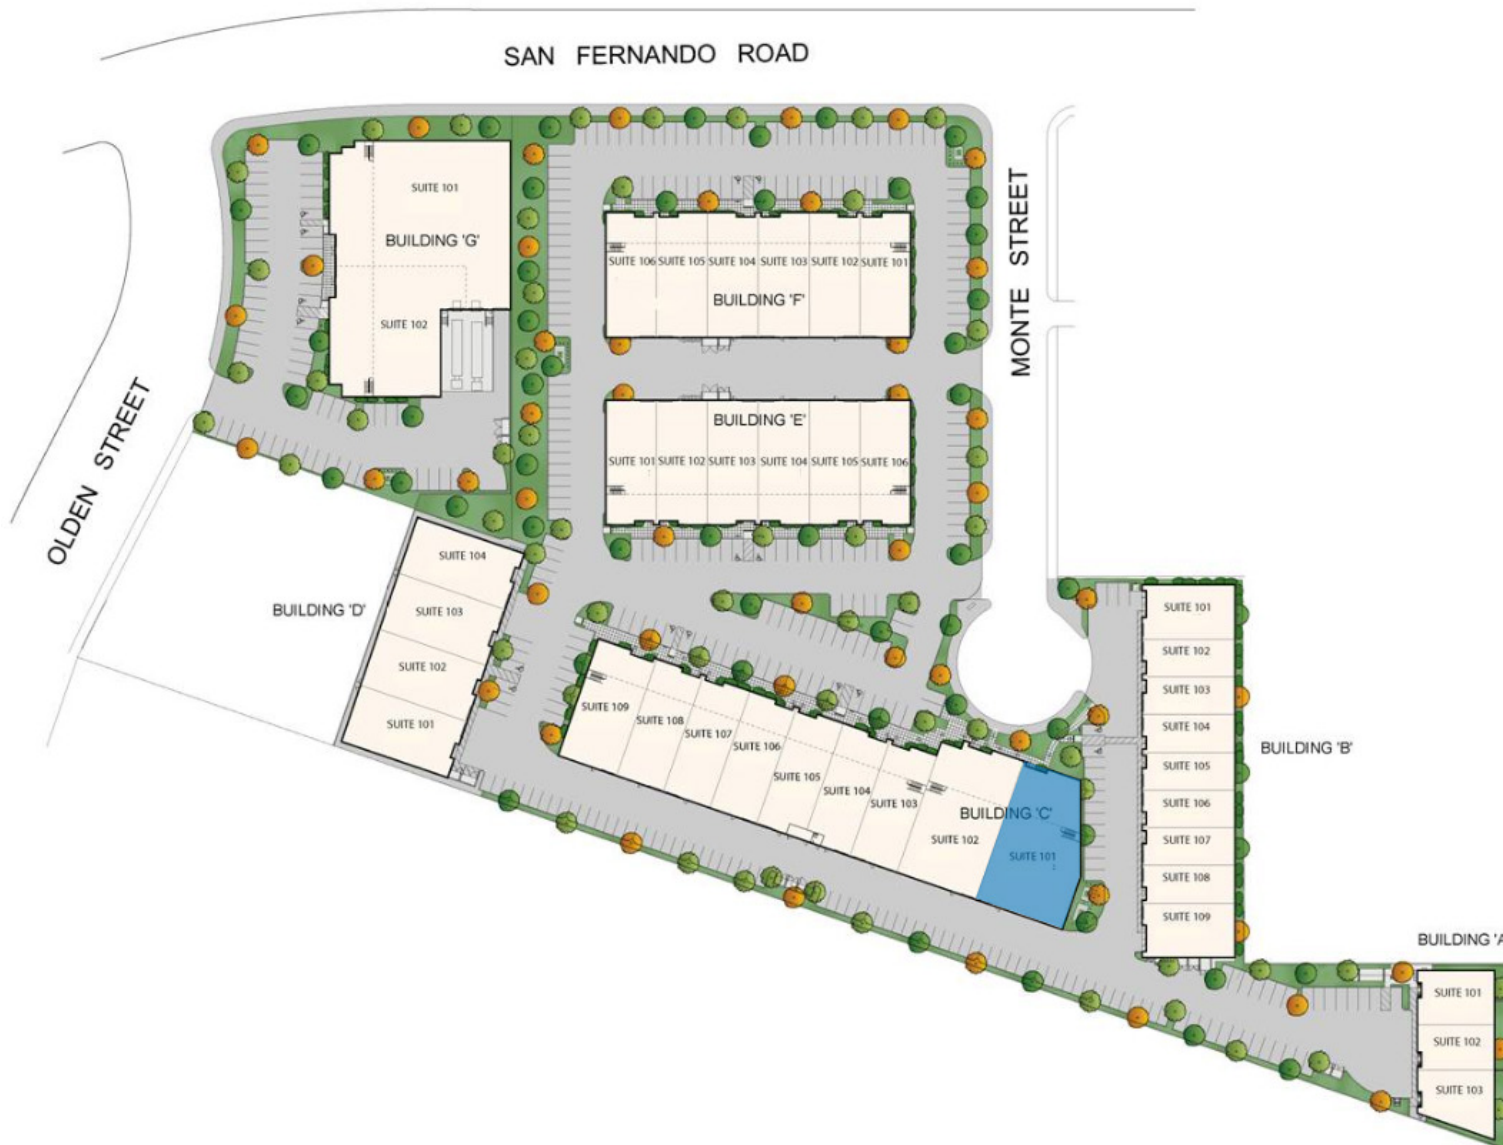 SAN FERNANDO ROAD
OLDEN STREET
MONTE STREET
SUITE 101
BUILDING 'G'
SUITE 102
SUITE 106 SUITE 105 SUITE 104 SUITE 103 SUITE 102 SUITE 101
BUILDING 'F'
BUILDING 'E'
SUITE 101 SUITE 102 SUITE 103 SUITE 104 SUITE 105 SUITE 106
BUILDING 'D'
SUITE 104
SUITE 103
SUITE 102
SUITE 101
SUITE 109
SUITE 108
SUITE 107
SUITE 106
SUITE 105
SUITE 104
SUITE 103
SUITE 102
BUILDING 'C'
SUITE 101
SUITE 101
SUITE 102
SUITE 103
SUITE 104
SUITE 105
SUITE 106
SUITE 107
SUITE 108
SUITE 109
BUILDING 'B'
BUILDING 'A
SUITE 101
SUITE 102
SUITE 103